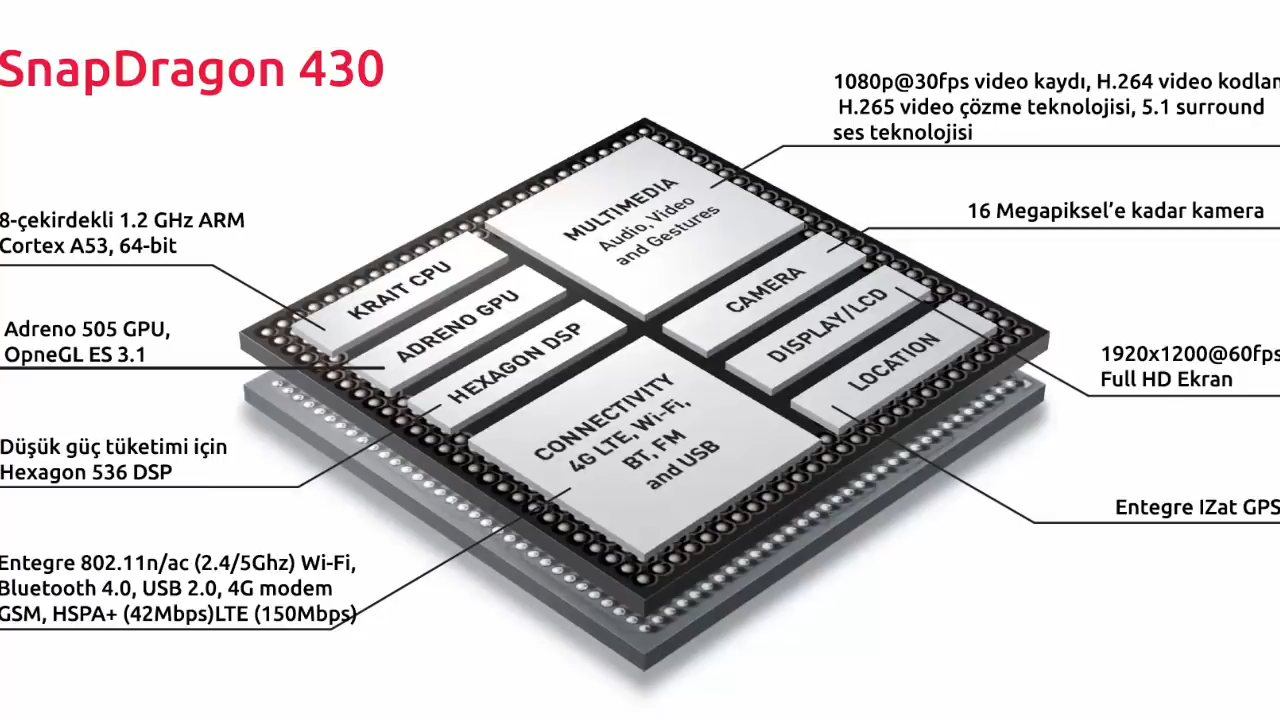 SnapDragon 430
1080p@30fps video kaydı, H.264 video kodlan
H.265 video çözme teknolojisi, 5.1 surround
ses teknolojisi
16 Megapiksel’e kadar kamera
8-çekirdekli 1.2 GHz ARM
Cortex A53, 64-bit
Adreno 505 GPU,
OpneGL ES 3.1
Düşük güç tüketimi için
Hexagon 536 DSP
Entegre 802.11n/ac (2.4/5Ghz) Wi-Fi,
Bluetooth 4.0, USB 2.0, 4G modem
GSM, HSPA+ (42Mbps)LTE (150Mbps)
MULTIMEDIA
Audio, Video
and Gestures
KRAIT CPU
ADRENO GPU
HEXAGON DSP
CONNECTIVITY
4G LTE, Wi-Fi,
BT, FM
and USB
CAMERA
DISPLAY/LCD
LOCATION
1920x1200@60fps
Full HD Ekran
Entegre IZat GPS